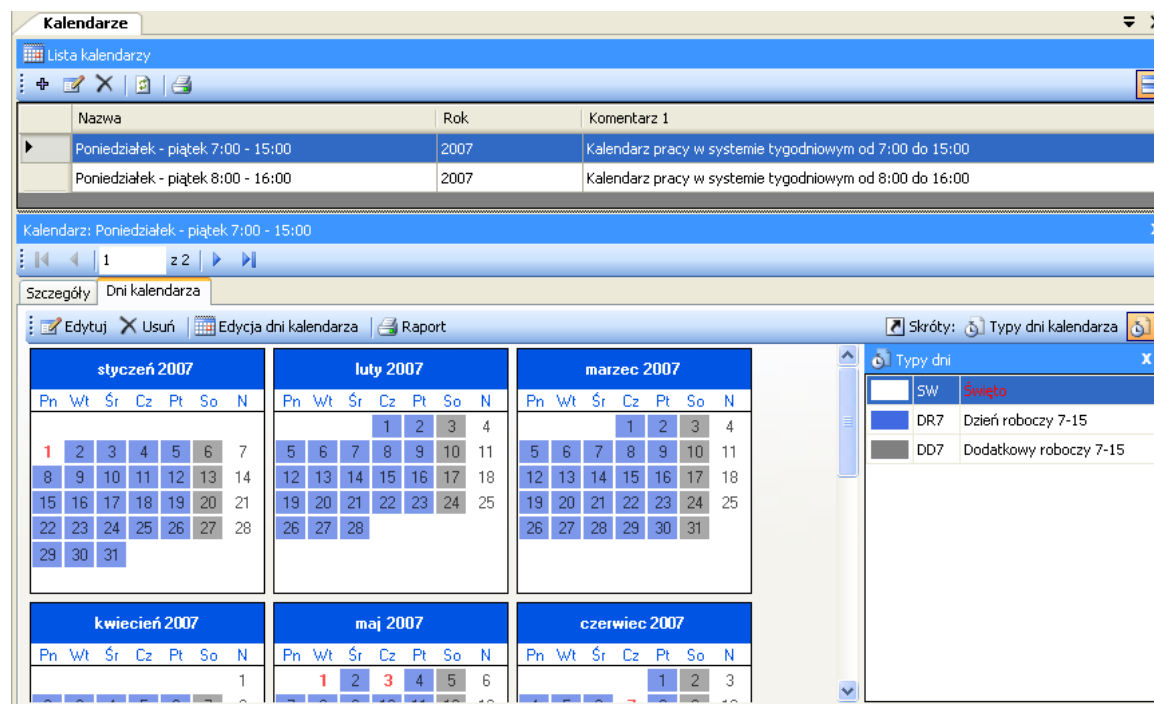 Kalendarze
Lista kalendarzy
Nazwa Rok Komentarz 1
Poniedziałek - piątek 7:00 - 15:00 2007 Kalendarz pracy w systemie tygodniowym od 7:00 do 15:00
Poniedziałek - piątek 8:00 - 16:00 2007 Kalendarz pracy w systemie tygodniowym od 8:00 do 16:00
Kalendarz: Poniedziałek - piątek 7:00 - 15:00
1 z 2
Szczegóły Dni kalendarza
Edytuj Usuń Edycja dni kalendarza Raport Skróty: Typy dni kalendarza
styczeń 2007
Pn Wt Śr Cz Pt So N
1 2 3 4 5 6 7
8 9 10 11 12 13 14
15 16 17 18 19 20 21
22 23 24 25 26 27 28
29 30 31
luty 2007
Pn Wt Śr Cz Pt So N
1 2 3 4
5 6 7 8 9 10 11
12 13 14 15 16 17 18
19 20 21 22 23 24 25
26 27 28
marzec 2007
Pn Wt Śr Cz Pt So N
1 2 3 4
5 6 7 8 9 10 11
12 13 14 15 16 17 18
19 20 21 22 23 24 25
26 27 28 29 30 31
kwiecień 2007
Pn Wt Śr Cz Pt So N
1
maj 2007
Pn Wt Śr Cz Pt So N
1 2 3 4 5 6
czerwiec 2007
Pn Wt Śr Cz Pt So N
1 2 3
Typy dni
SW Święto
DR7 Dzień roboczy 7-15
DD7 Dodatkowy roboczy 7-15